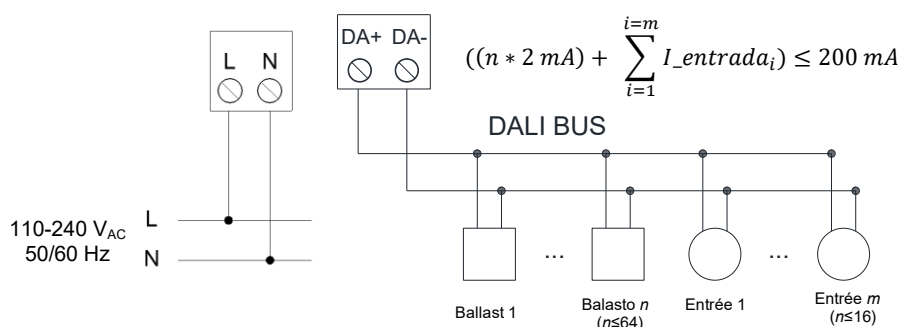 L N
DA+ DA-
((n * 2 mA) + ∑_{i=1}^{i=m} I_entrada_i) ≤ 200 mA
DALI BUS
110-240 V_AC
50/60 Hz
L
N
... ...
Ballast 1
Balasto n
(n≤64)
Entrée 1
Entrée m
(n≤16)